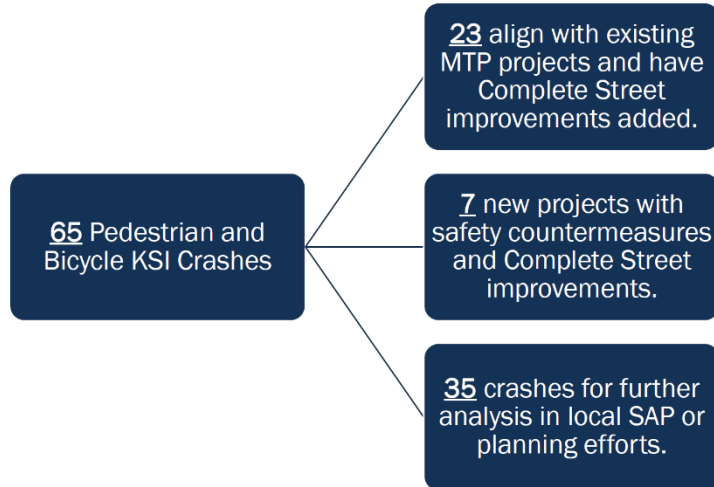 65 Pedestrian and
Bicycle KSI Crashes
23 align with existing
MTP projects and have
Complete Street
improvements added.
7 new projects with
safety countermeasures
and Complete Street
improvements.
35 crashes for further
analysis in local SAP or
planning efforts.